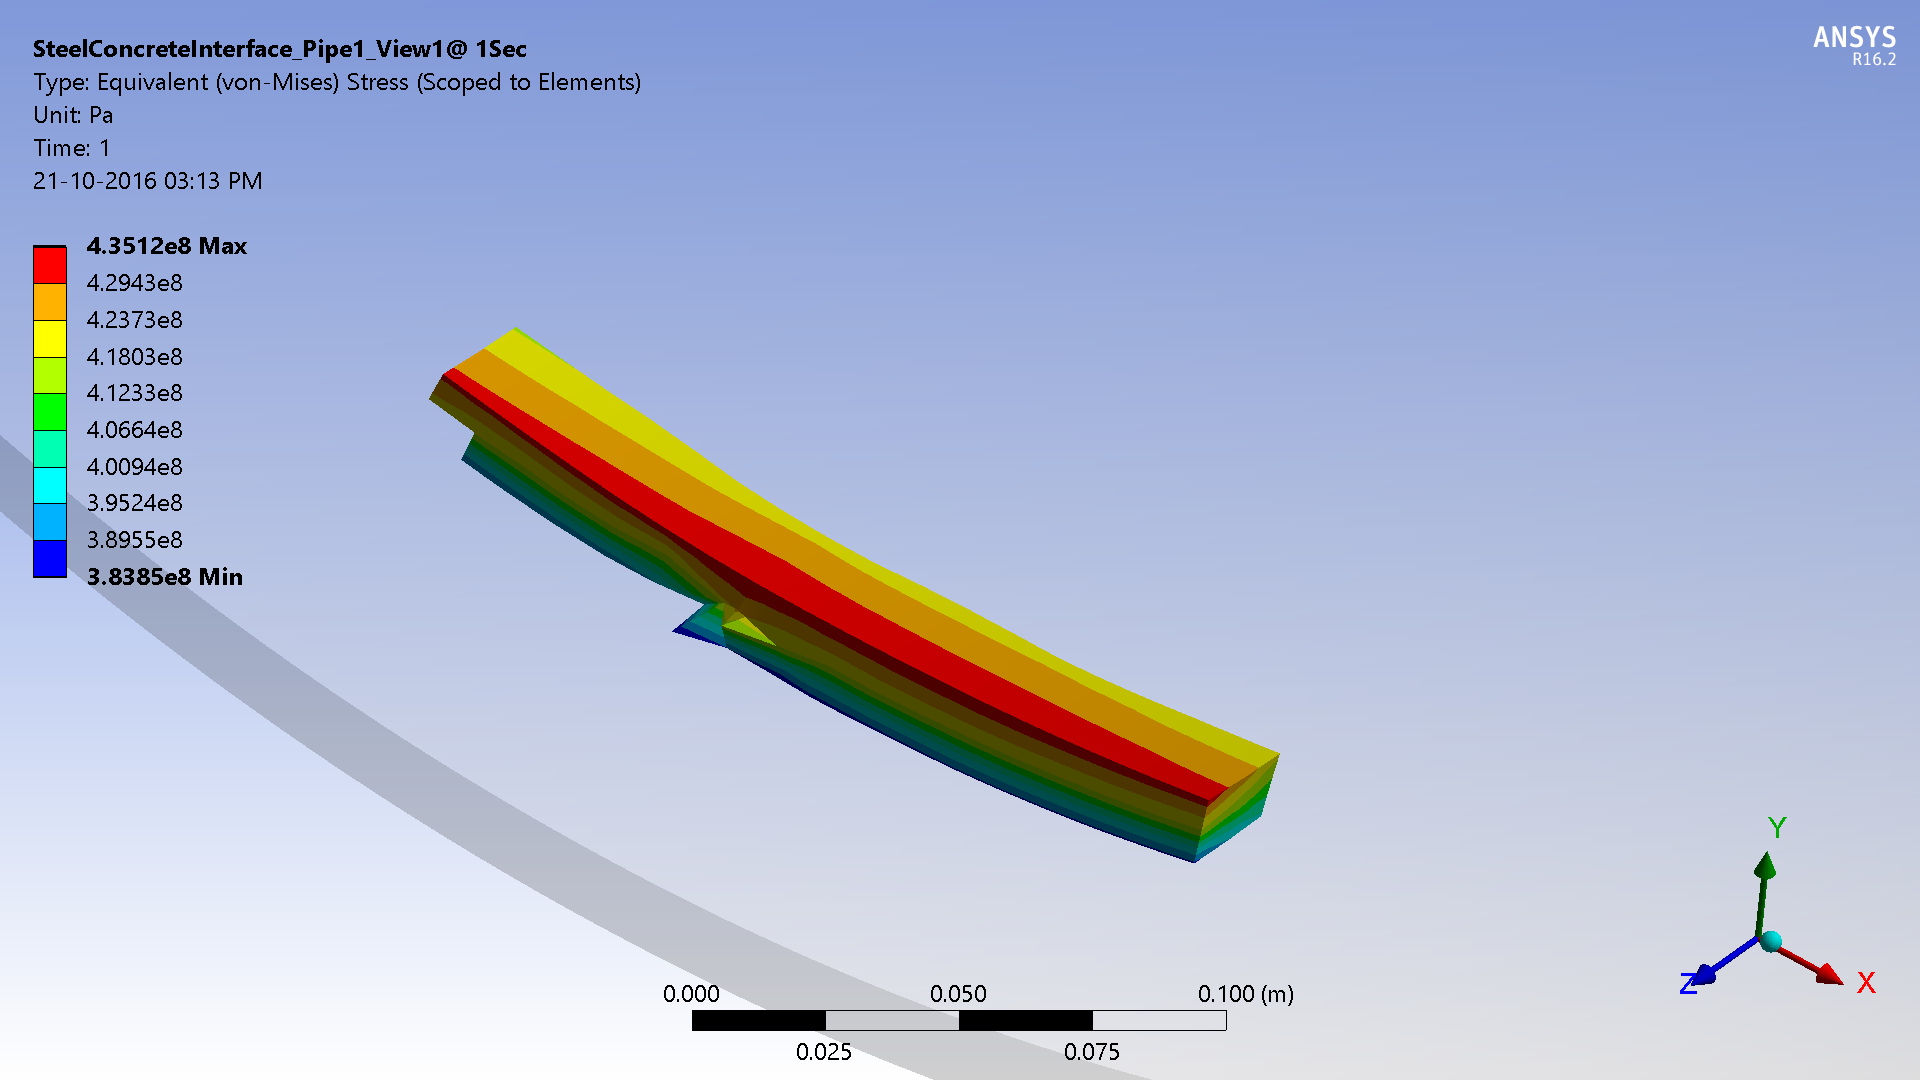 SteelConcreteInterface_Pipe1_View1@ 1Sec
Type: Equivalent (von-Mises) Stress (Scoped to Elements)
Unit: Pa
Time: 1
21-10-2016 03:13 PM
ANSYS
R16.2
4.3512e8 Max
4.2943e8
4.2373e8
4.1803e8
4.1233e8
4.0664e8
4.0094e8
3.9524e8
3.8955e8
3.8385e8 Min
Y
Z
X
0.000
0.050
0.100 (m)
0.025
0.075